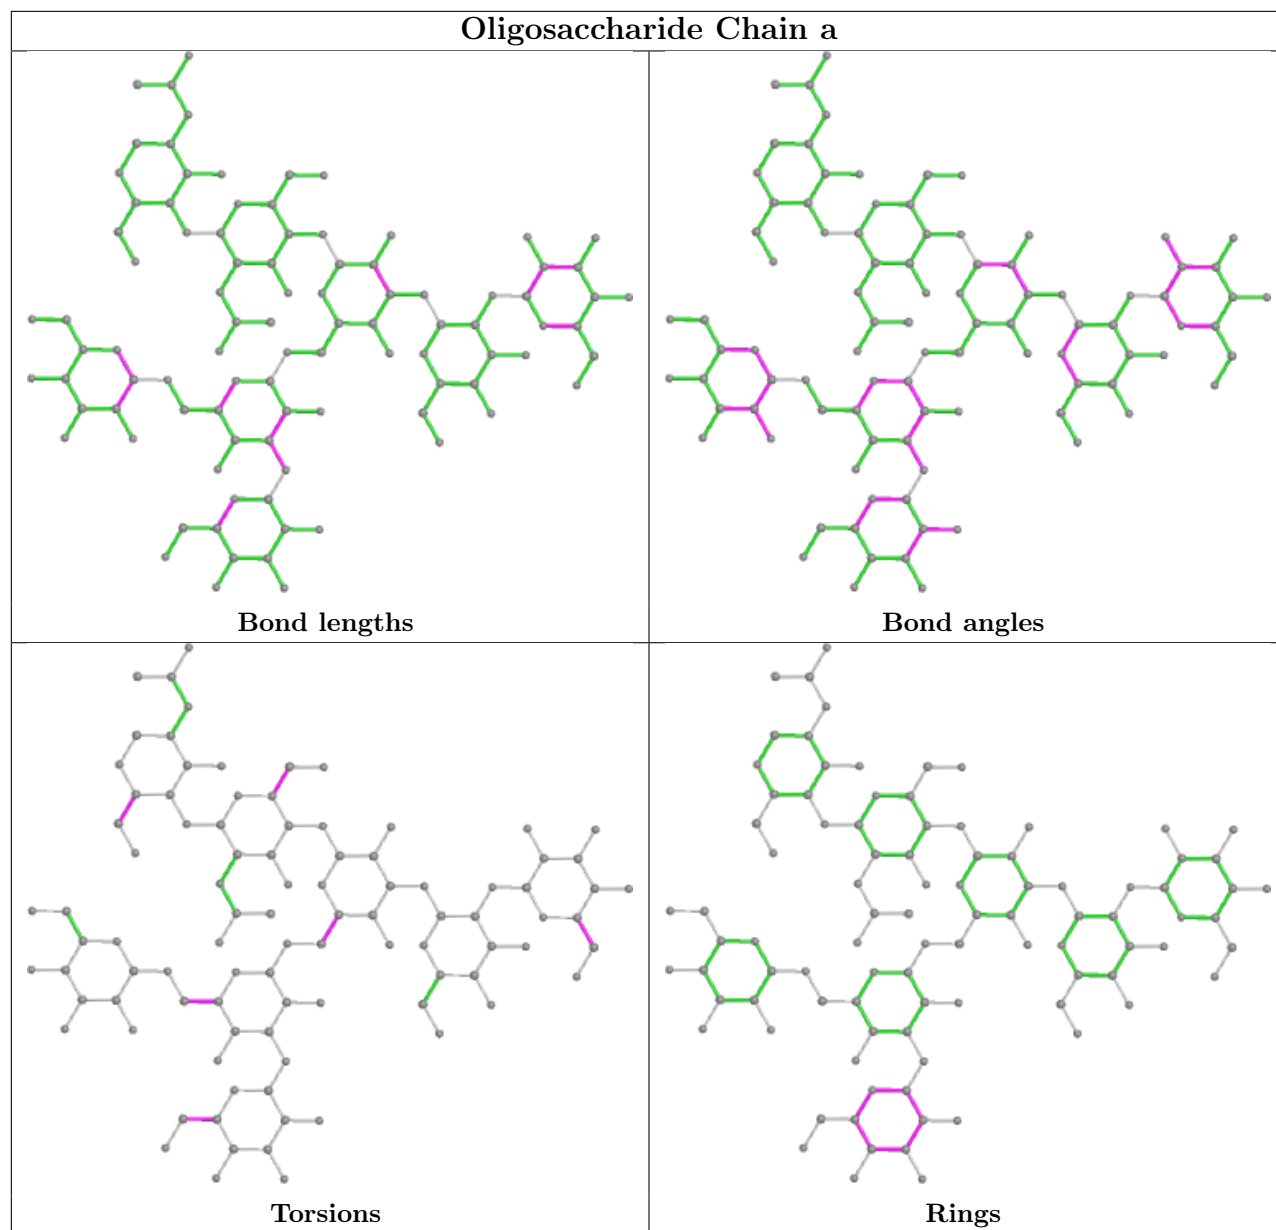 Oligosaccharide Chain a
Bond lengths
Bond angles
Torsions
Rings